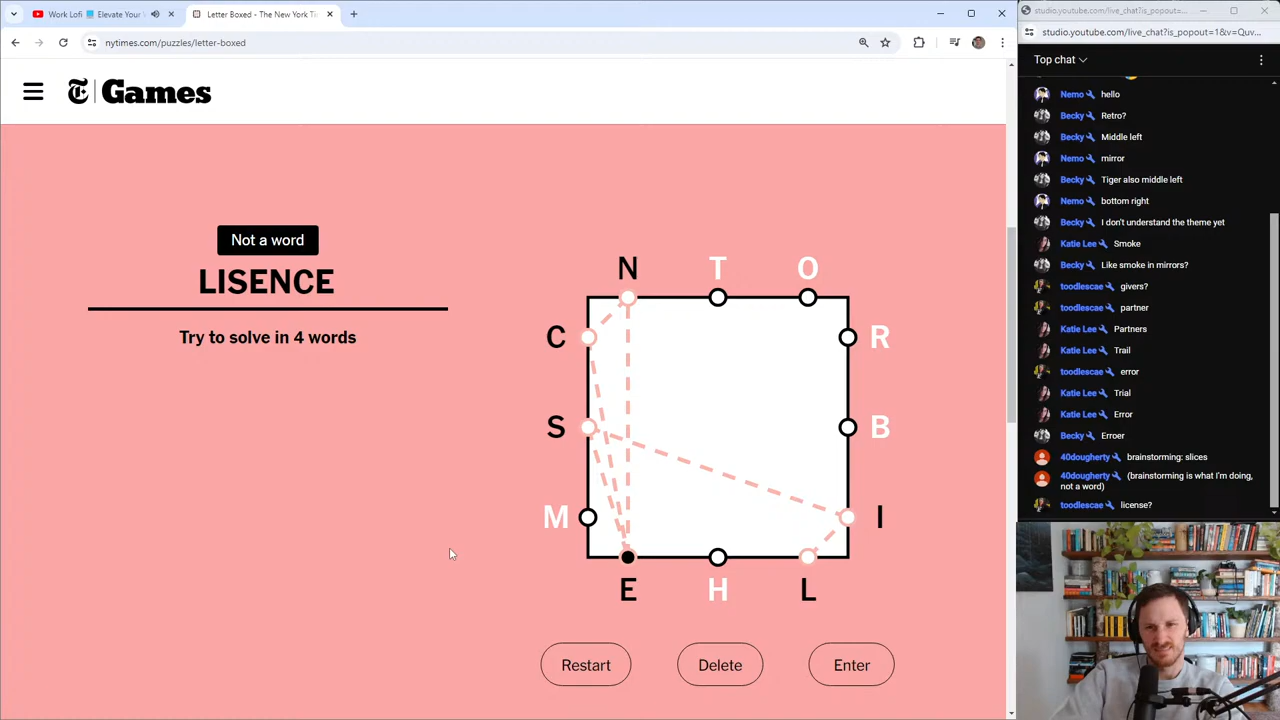 Work Lofi
Elevate Your
Letter Boxed - The New York Ti
nytimes.com/puzzles/letter-boxed
Games
Not a word
LISENCE
Try to solve in 4 words
N T O
C
R
S
B
M
I
E H L
Restart
Delete
Enter
studio.youtube.com/live_chat?is_popout=...
studio.youtube.com/live_chat?is_popout=1&v=Quv...
Top chat
Nemo hello
Becky Retro?
Becky Middle left
Nemo mirror
Becky Tiger also middle left
Nemo bottom right
Becky I don't understand the theme yet
Katie Lee Smoke
Becky Like smoke in mirrors?
toodlescae givers?
toodlescae partner
Katie Lee Partners
Katie Lee Trail
toodlescae error
Katie Lee Trial
Katie Lee Error
Becky Erroer
40dougherty brainstorming: slices
40dougherty (brainstorming is what I'm doing,
not a word)
toodlescae license?